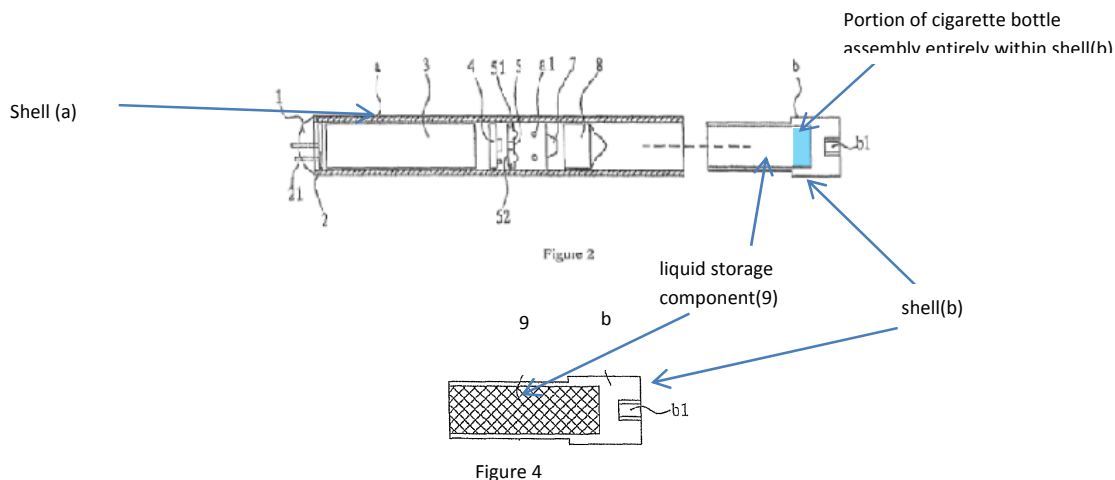 Portion of cigarette bottle
assembly entirely within shell(b)
Shell (a)
1
a
3
4
51
5
81
7
8
b
b1
21
2
52
Figure 2
liquid storage
component(9)
shell(b)
9
b
b1
Figure 4